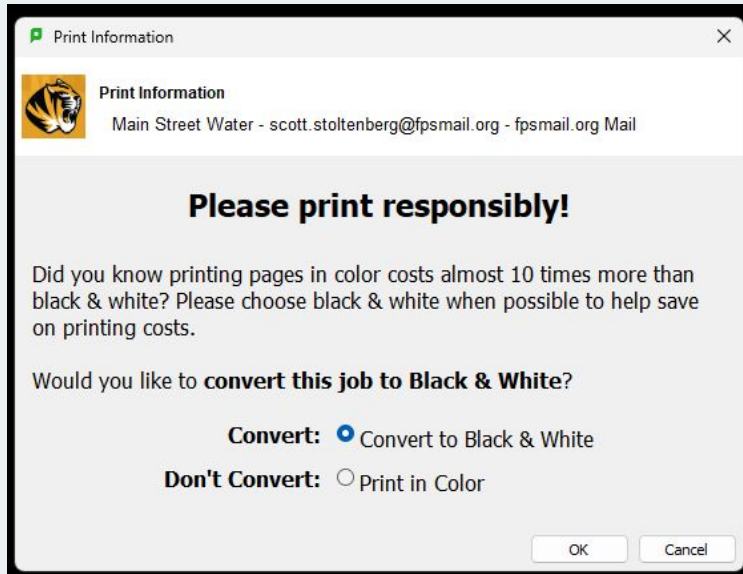 Print Information
Print Information
Main Street Water - scott.stoltenberg@fpsmail.org - fpsmail.org Mail
Please print responsibly!
Did you know printing pages in color costs almost 10 times more than
black & white? Please choose black & white when possible to help save
on printing costs.
Would you like to convert this job to Black & White?
Convert: Convert to Black & White
Don't Convert: Print in Color
OK Cancel